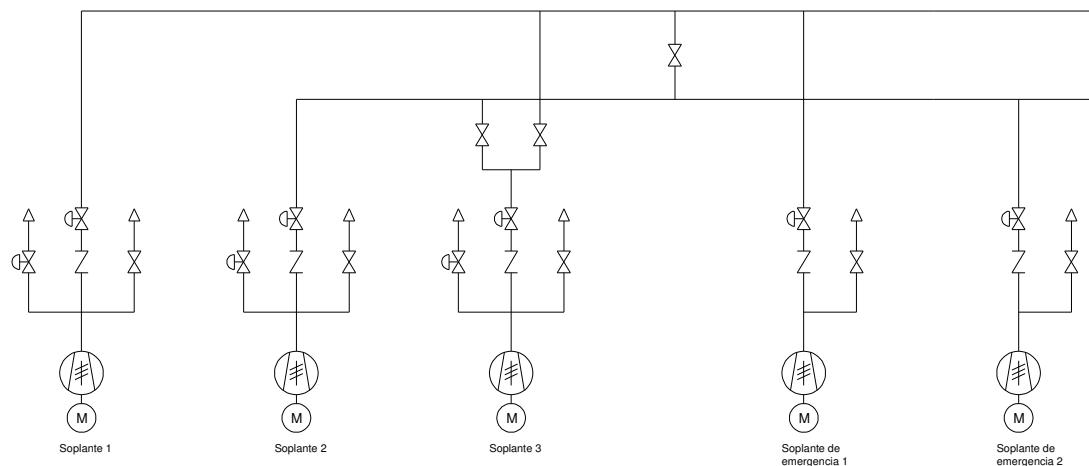 M
M
M
M
M
Soplante 1
Soplante 2
Soplante 3
Soplante de
emergencia 1
Soplante de
emergencia 2